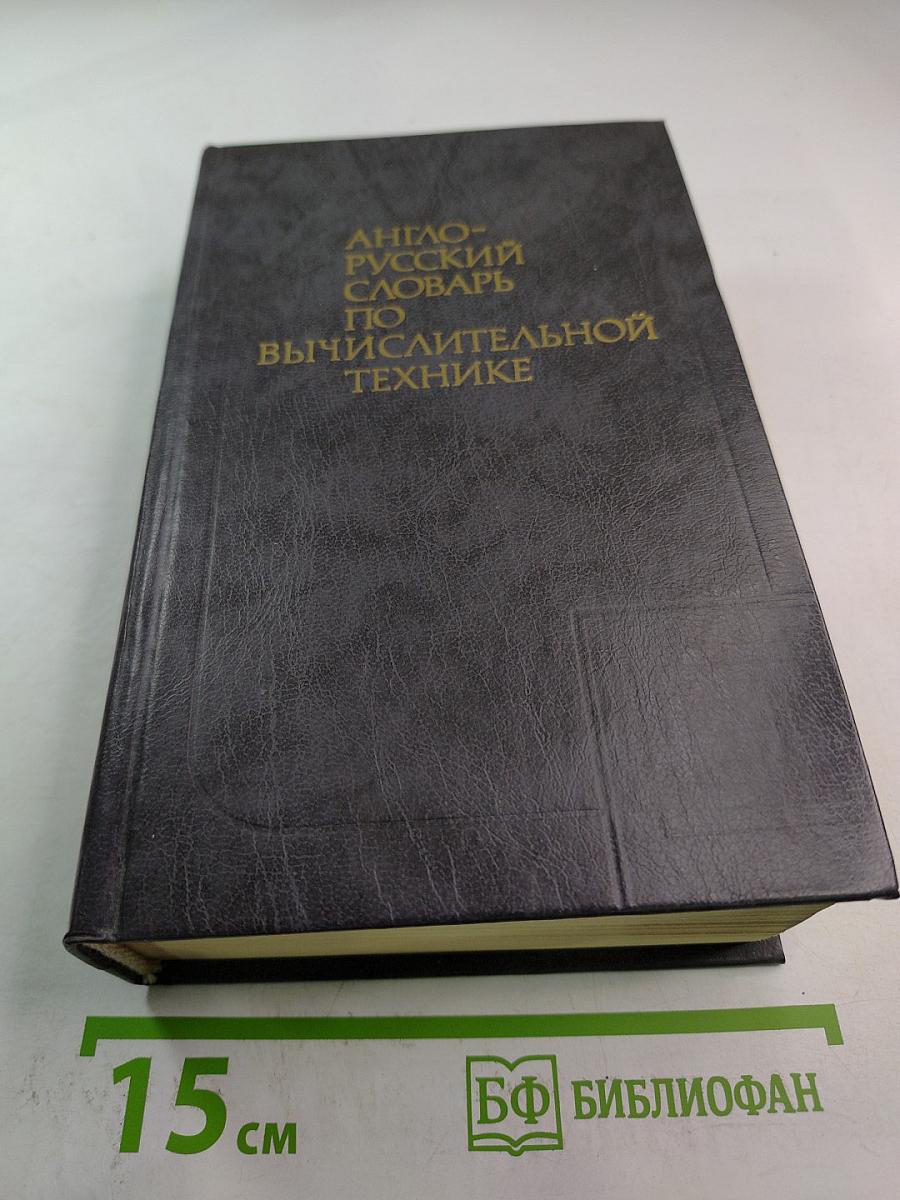 АНГЛО-
РУССКИЙ
СЛОВАРЬ
ПО
ВЫЧИСЛИТЕЛЬНОЙ
ТЕХНИКЕ
15 см
БФ БИБЛИОФАН